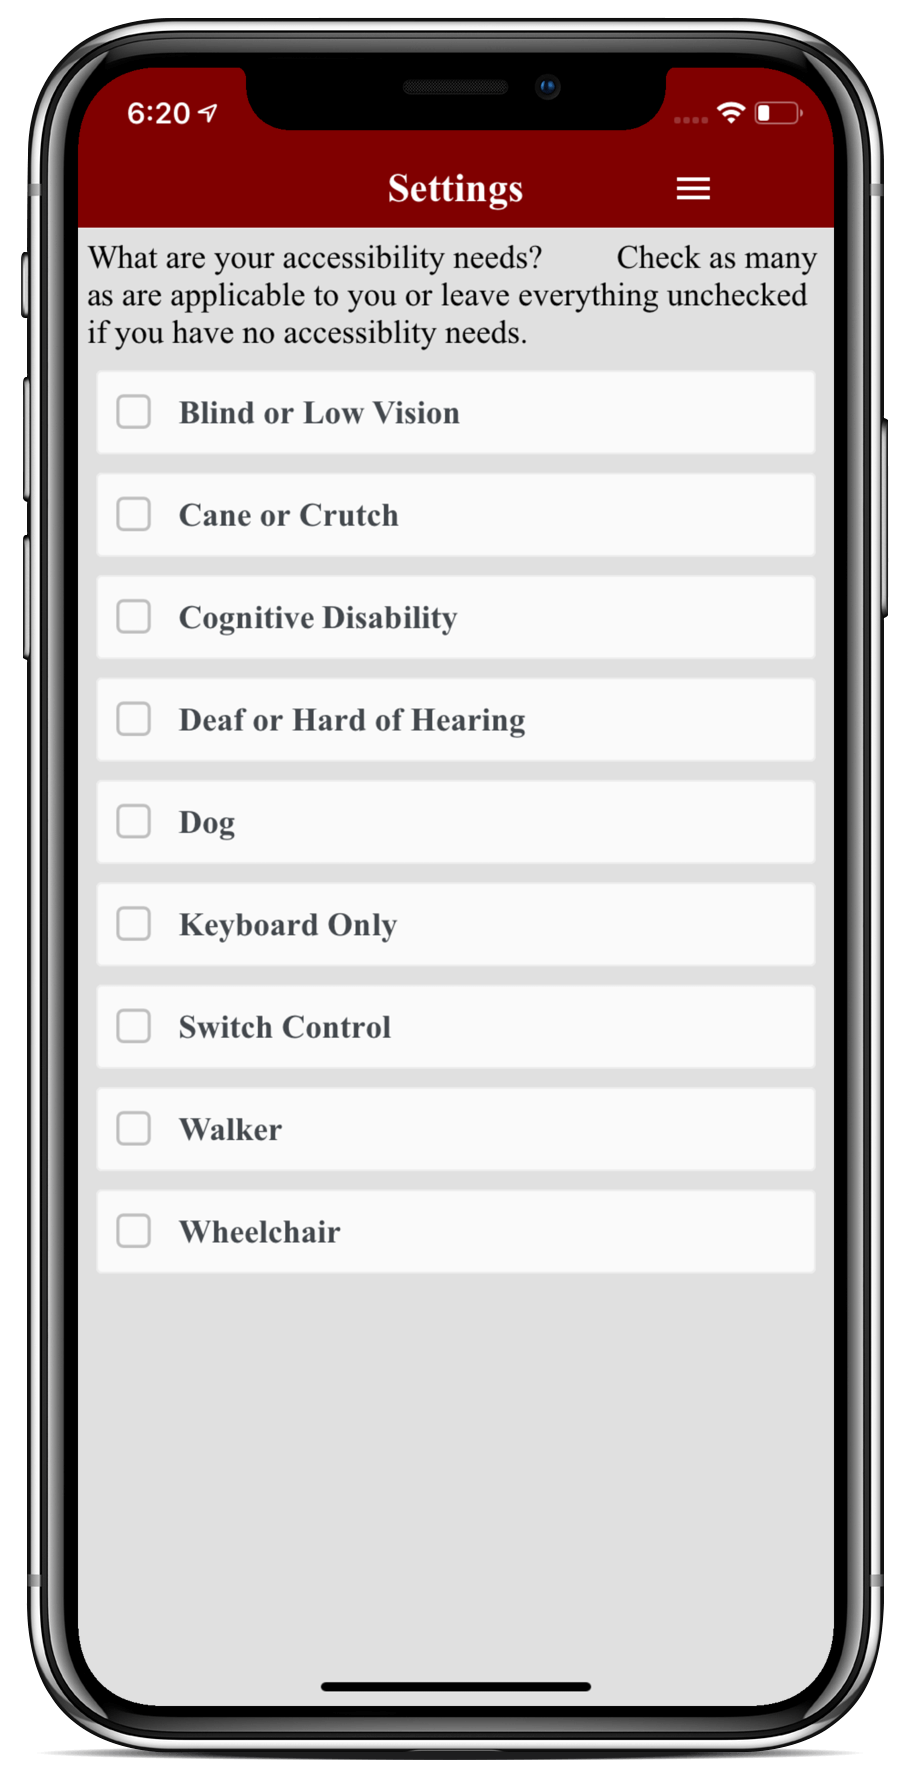 6:20
Settings
What are your accessibility needs? Check as many
as are applicable to you or leave everything unchecked
if you have no accessiblity needs.
Blind or Low Vision
Cane or Crutch
Cognitive Disability
Deaf or Hard of Hearing
Dog
Keyboard Only
Switch Control
Walker
Wheelchair